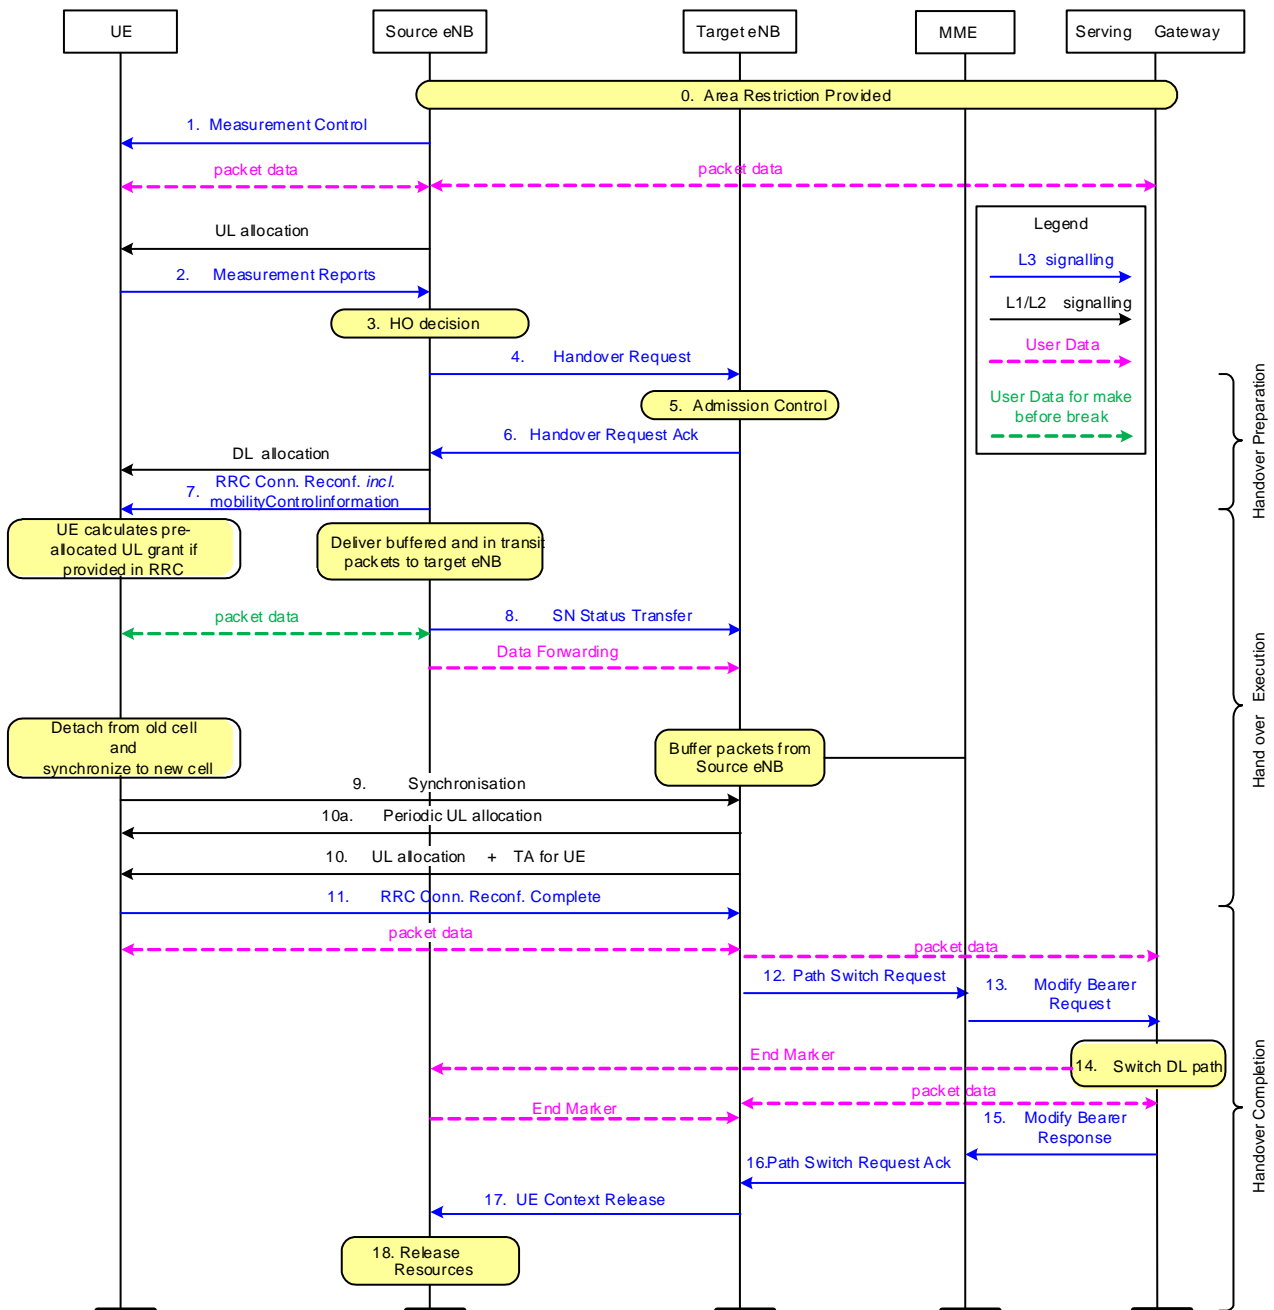 UE
Source eNB
Target eNB
MME
Serving Gateway
0. Area Restriction Provided
1. Measurement Control
packet data
packet data
Legend
L3 signalling
L1/L2 signalling
User Data
User Data for make
before break
UL allocation
2. Measurement Reports
3. HO decision
4. Handover Request
5. Admission Control
6. Handover Request Ack
DL allocation
7. RRC Conn. Reconf. incl.
mobilityControlinformation
Handover Preparation
UE calculates pre-
allocated UL grant if
provided in RRC
Deliver buffered and in transit
packets to target eNB
packet data
8. SN Status Transfer
Data Forwarding
Hand over Execution
Detach from old cell
and
synchronize to new cell
Buffer packets from
Source eNB
9. Synchronisation
10a. Periodic UL allocation
10. UL allocation + TA for UE
11. RRC Conn. Reconf. Complete
packet data
packet data
12. Path Switch Request
13. Modify Bearer
Request
End Marker
14. Switch DL path
packet data
End Marker
15. Modify Bearer
Response
16.Path Switch Request Ack
17. UE Context Release
Handover Completion
18. Release
Resources